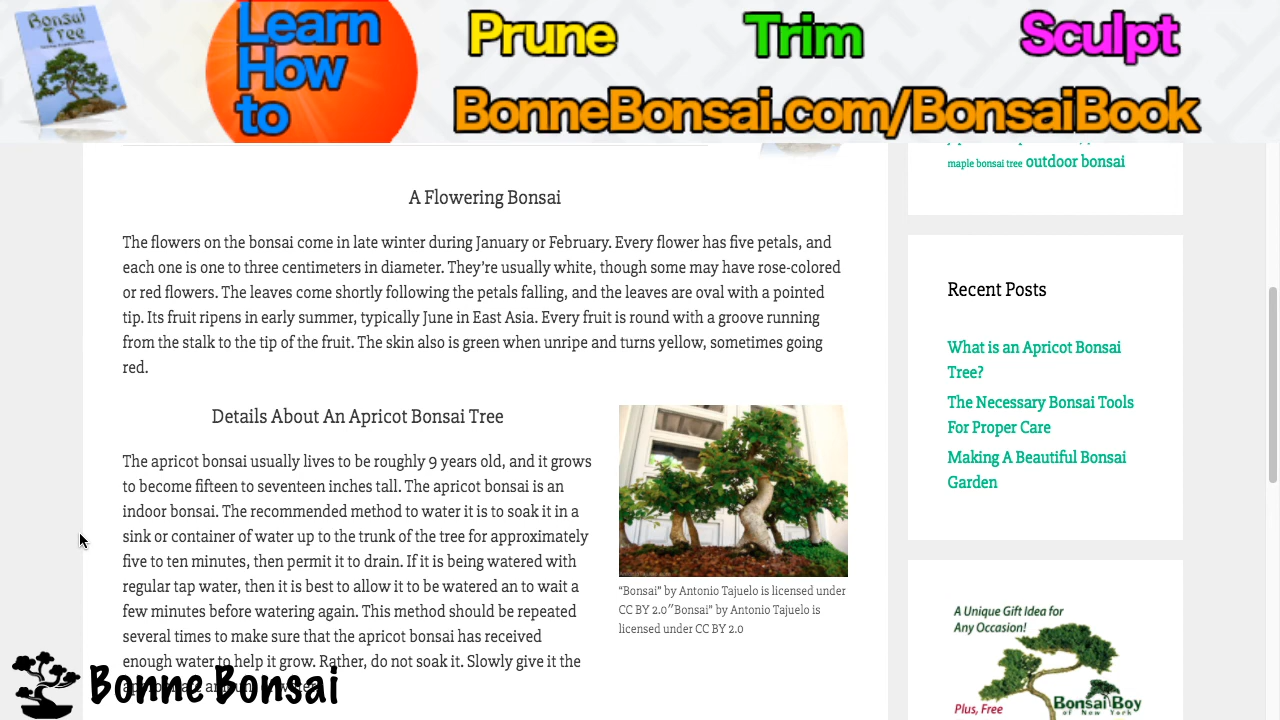 Bonsai
Tree
Learn
How
to
Prune Trim Sculpt
BonneBonsai.com/BonsaiBook
maple bonsai tree outdoor bonsai
A Flowering Bonsai
The flowers on the bonsai come in late winter during January or February. Every flower has five petals, and
each one is one to three centimeters in diameter. They’re usually white, though some may have rose-colored
or red flowers. The leaves come shortly following the petals falling, and the leaves are oval with a pointed
tip. Its fruit ripens in early summer, typically June in East Asia. Every fruit is round with a groove running
from the stalk to the tip of the fruit. The skin also is green when unripe and turns yellow, sometimes going
red.
Details About An Apricot Bonsai Tree
The apricot bonsai usually lives to be roughly 9 years old, and it grows
to become fifteen to seventeen inches tall. The apricot bonsai is an
indoor bonsai. The recommended method to water it is to soak it in a
sink or container of water up to the trunk of the tree for approximately
five to ten minutes, then permit it to drain. If it is being watered with
regular tap water, then it is best to allow it to be watered an to wait a
few minutes before watering again. This method should be repeated
several times to make sure that the apricot bonsai has received
enough water to help it grow. Rather, do not soak it. Slowly give it the
“Bonsai” by Antonio Tajuelo is licensed under
CC BY 2.0″Bonsai” by Antonio Tajuelo is
licensed under CC BY 2.0
Recent Posts
What is an Apricot Bonsai
Tree?
The Necessary Bonsai Tools
For Proper Care
Making A Beautiful Bonsai
Garden
A Unique Gift Idea for
Any Occasion!
Bonsai Boy
of New York
Plus, Free
Bonne Bonsai